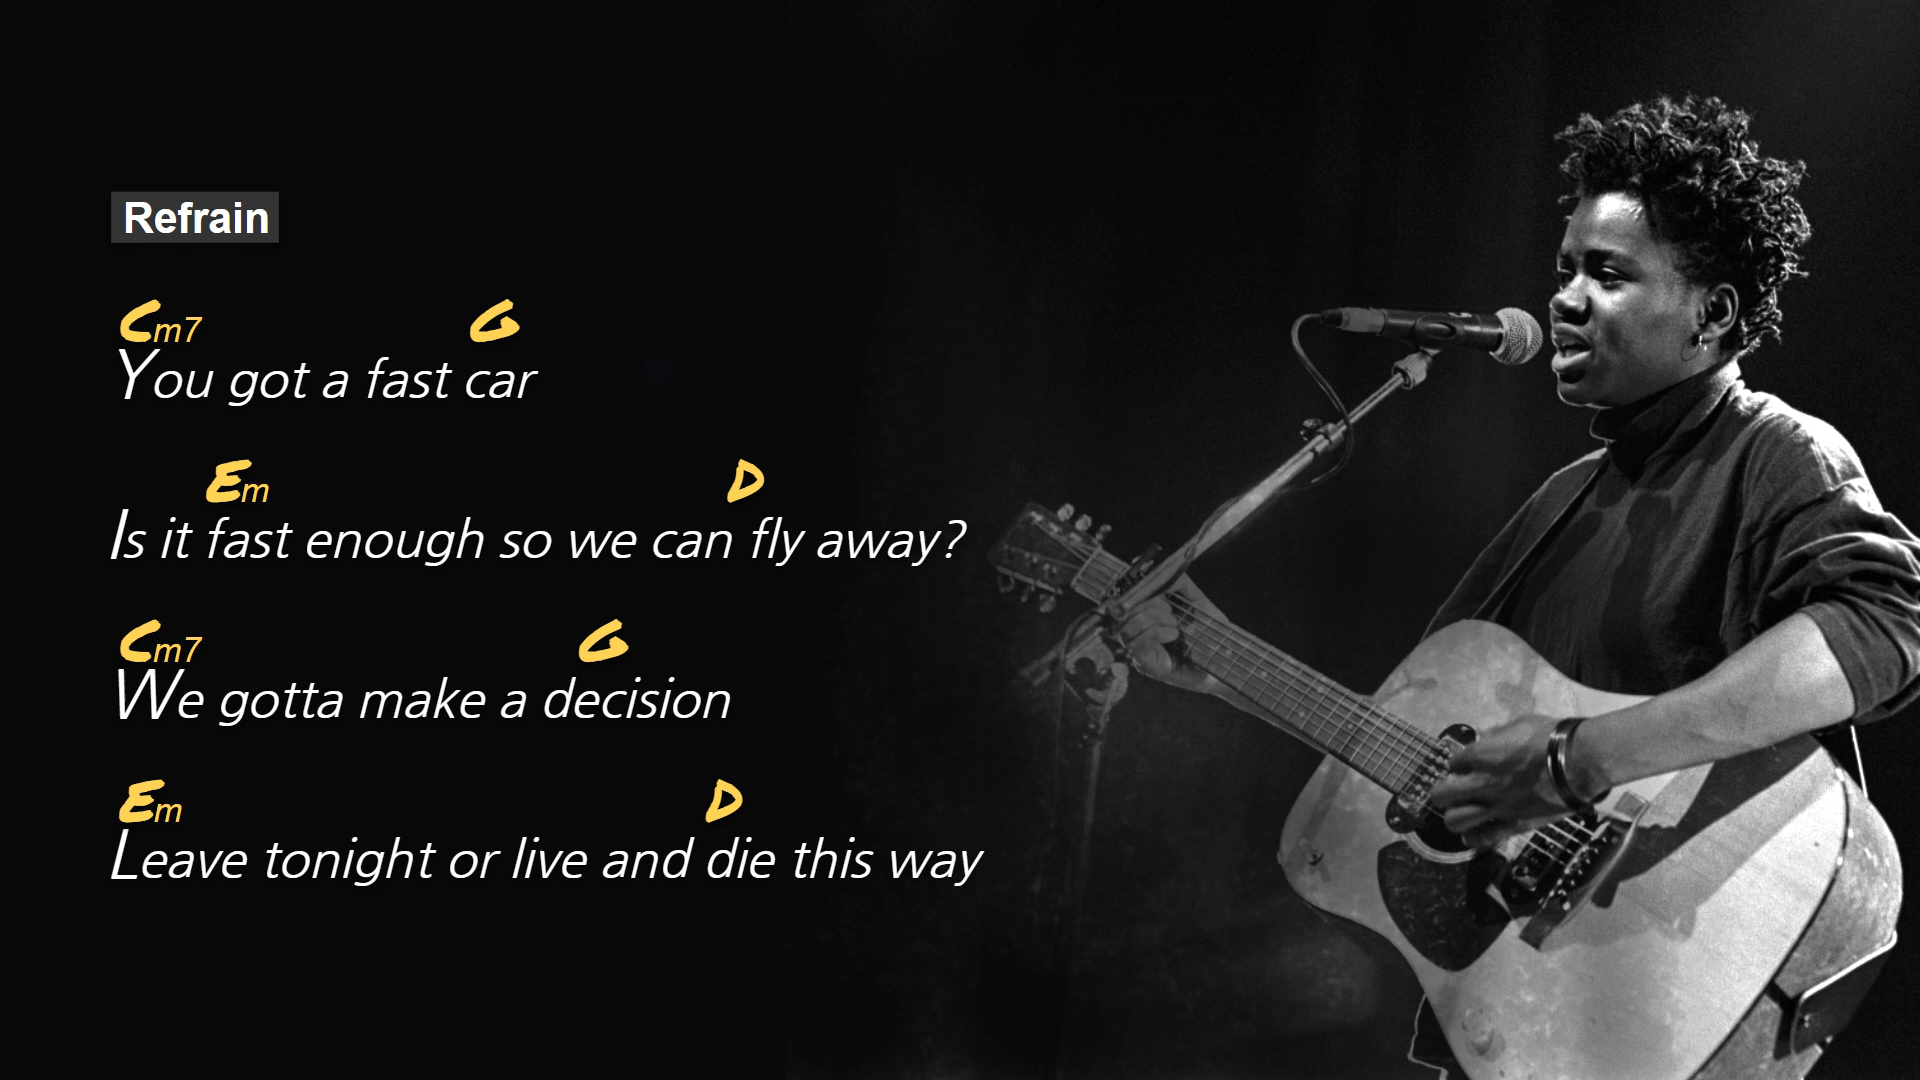 Refrain
Cm7 G
You got a fast car
Em D
Is it fast enough so we can fly away?
Cm7 G
We gotta make a decision
Em D
Leave tonight or live and die this way